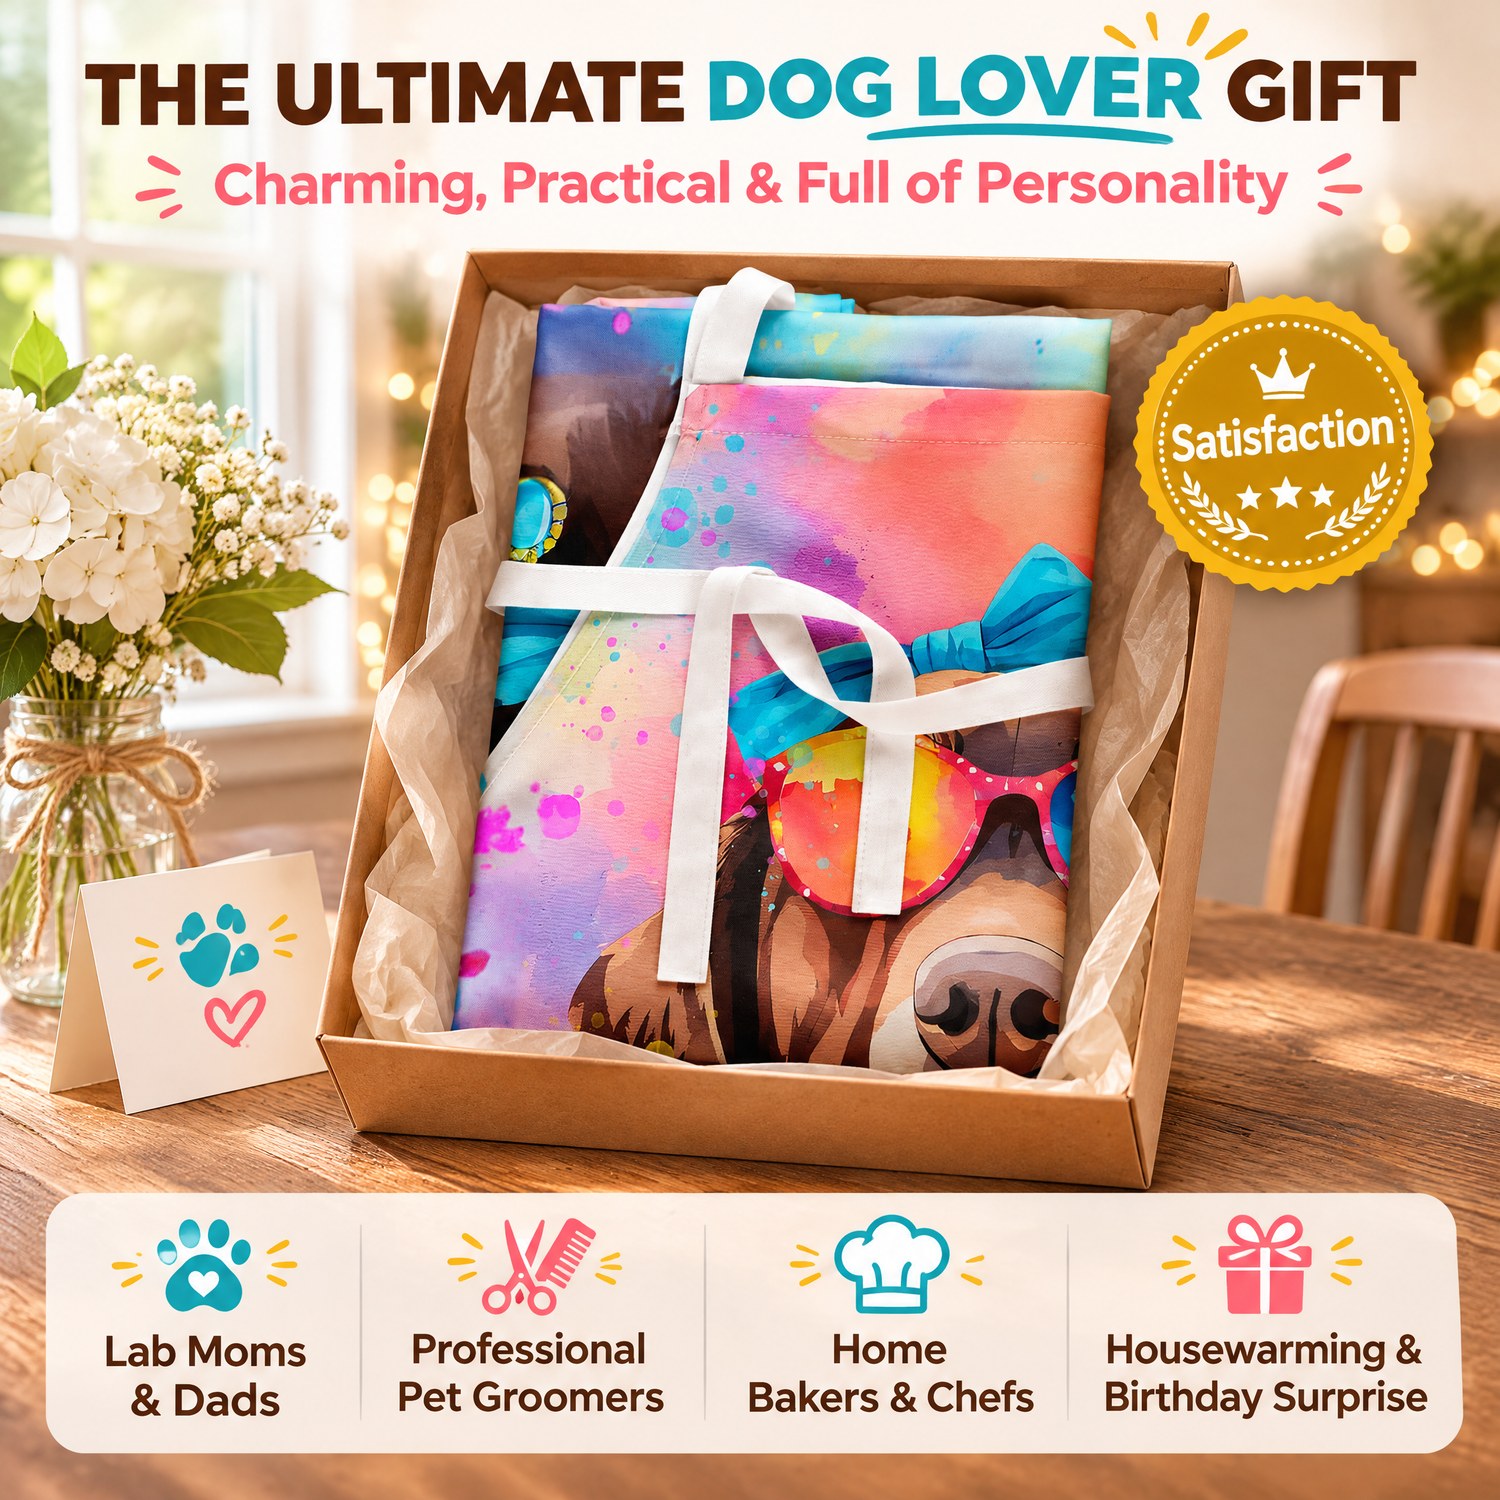 THE ULTIMATE DOG LOVER GIFT
Charming, Practical & Full of Personality
Satisfaction
Lab Moms
& Dads
Professional
Pet Groomers
Home
Bakers & Chefs
Housewarming &
Birthday Surprise